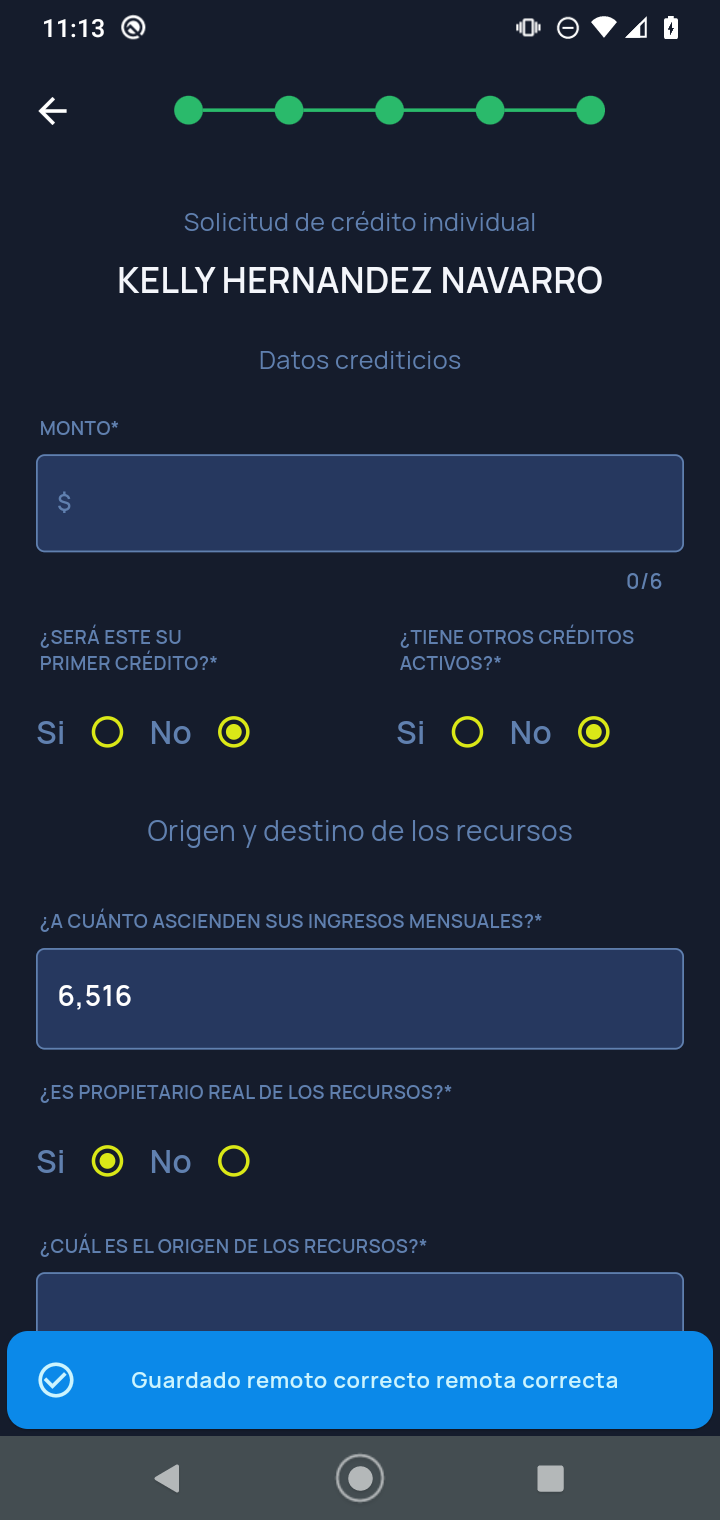 11:13
Solicitud de crédito individual
KELLY HERNANDEZ NAVARRO
Datos crediticios
MONTO*
$
0/6
¿SERÁ ESTE SU
PRIMER CRÉDITO?*
¿TIENE OTROS CRÉDITOS
ACTIVOS?*
Si No Si No
Origen y destino de los recursos
¿A CUÁNTO ASCIENDEN SUS INGRESOS MENSUALES?*
6,516
¿ES PROPIETARIO REAL DE LOS RECURSOS?*
Si No
¿CUÁL ES EL ORIGEN DE LOS RECURSOS?*
Guardado remoto correcto remota correcta